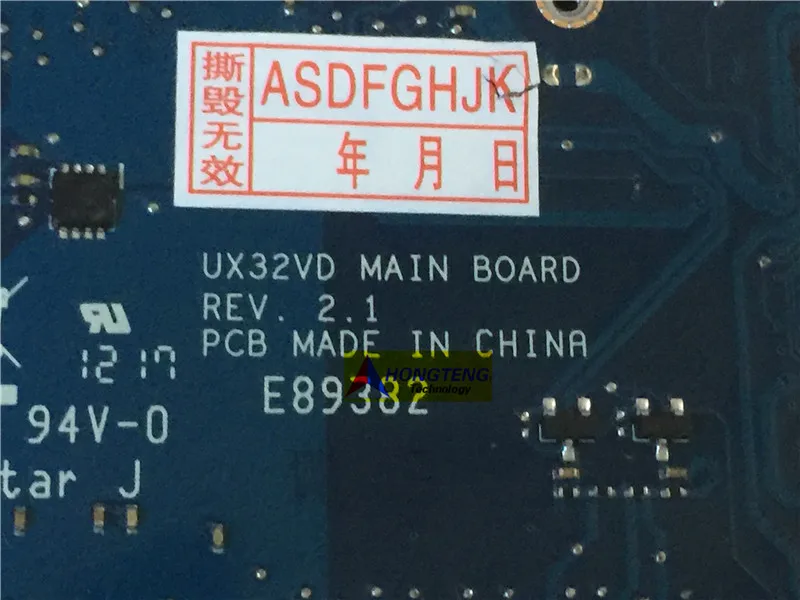 撕毁无效
ASDFGHJK
年 月 日
UX32VD MAIN BOARD
REV. 2.1
PCB MADE IN CHINA
HONGTENG
Technology
E89382
1217
94V-0
tar J